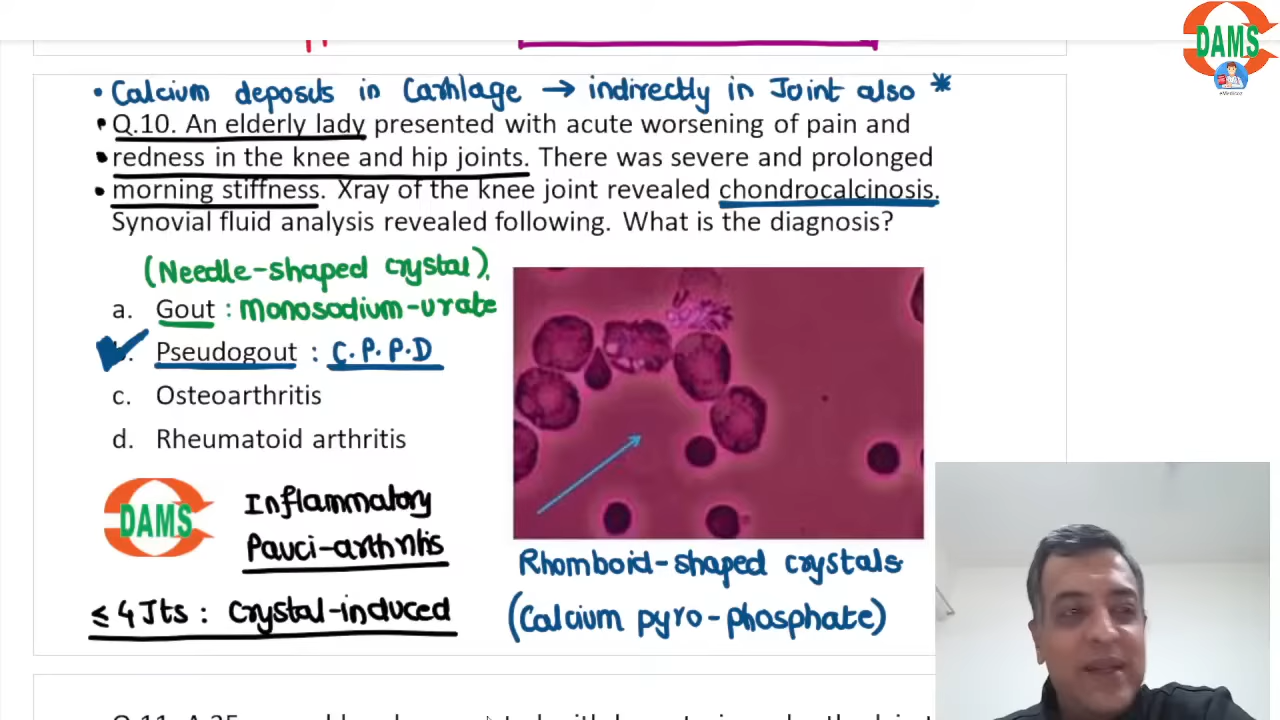 DAMS
eMedicoz
• Calcium deposits in Carhlage → indirectly in Joint also *
• Q.10. An elderly lady presented with acute worsening of pain and
• redness in the knee and hip joints. There was severe and prolonged
• morning stiffness. Xray of the knee joint revealed chondrocalcinosis.
Synovial fluid analysis revealed following. What is the diagnosis?
(Needle-shaped crystal).
a. Gout : monosodium-urate
b. Pseudogout : C.P.P.D
c. Osteoarthritis
d. Rheumatoid arthritis
DAMS
Inflammatory
Pauci-arthritis
≤ 4 Jts : Crystal-induced
Rhomboid-shaped crystals
(Calcium pyro-phosphate)